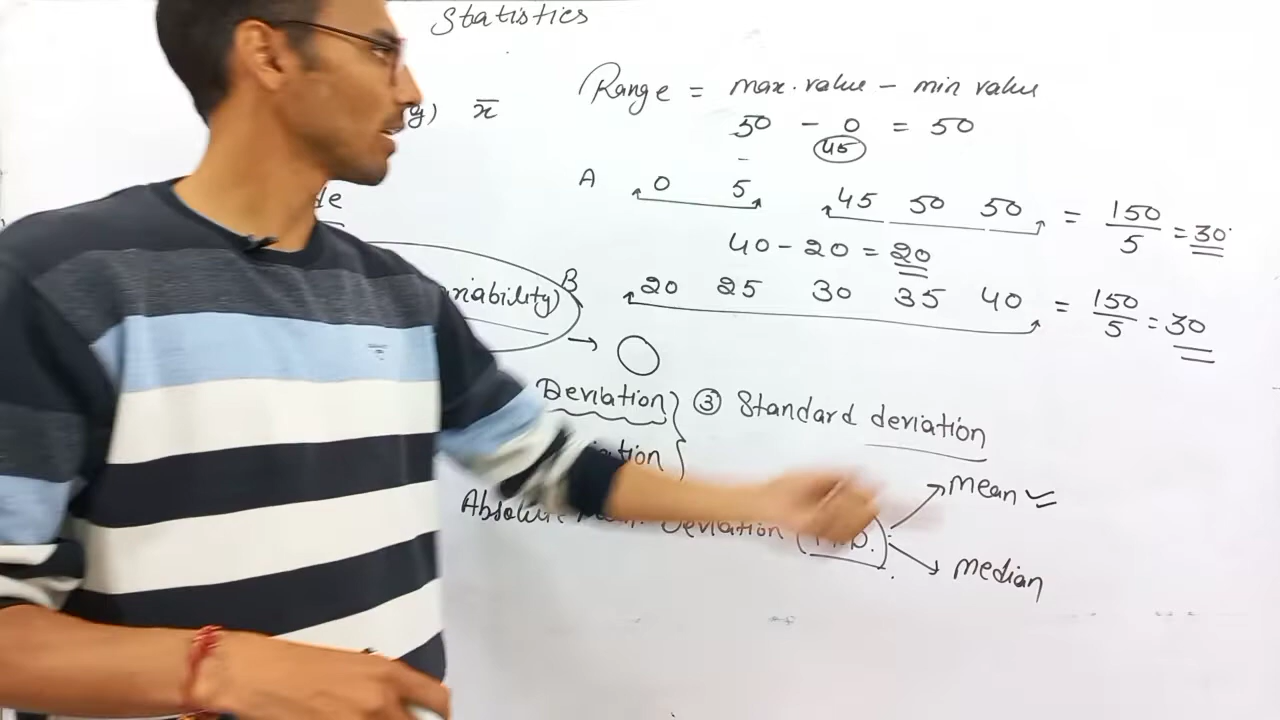 Statistics
x̄
Range = max. value - min value
50 - 0 = 50
45
A 0 5 45 50 50 = 150/5 = 30
40 - 20 = 20
B 20 25 30 35 40 = 150/5 = 30
Deviation } ③ Standard deviation
Mean
Deviation
Median